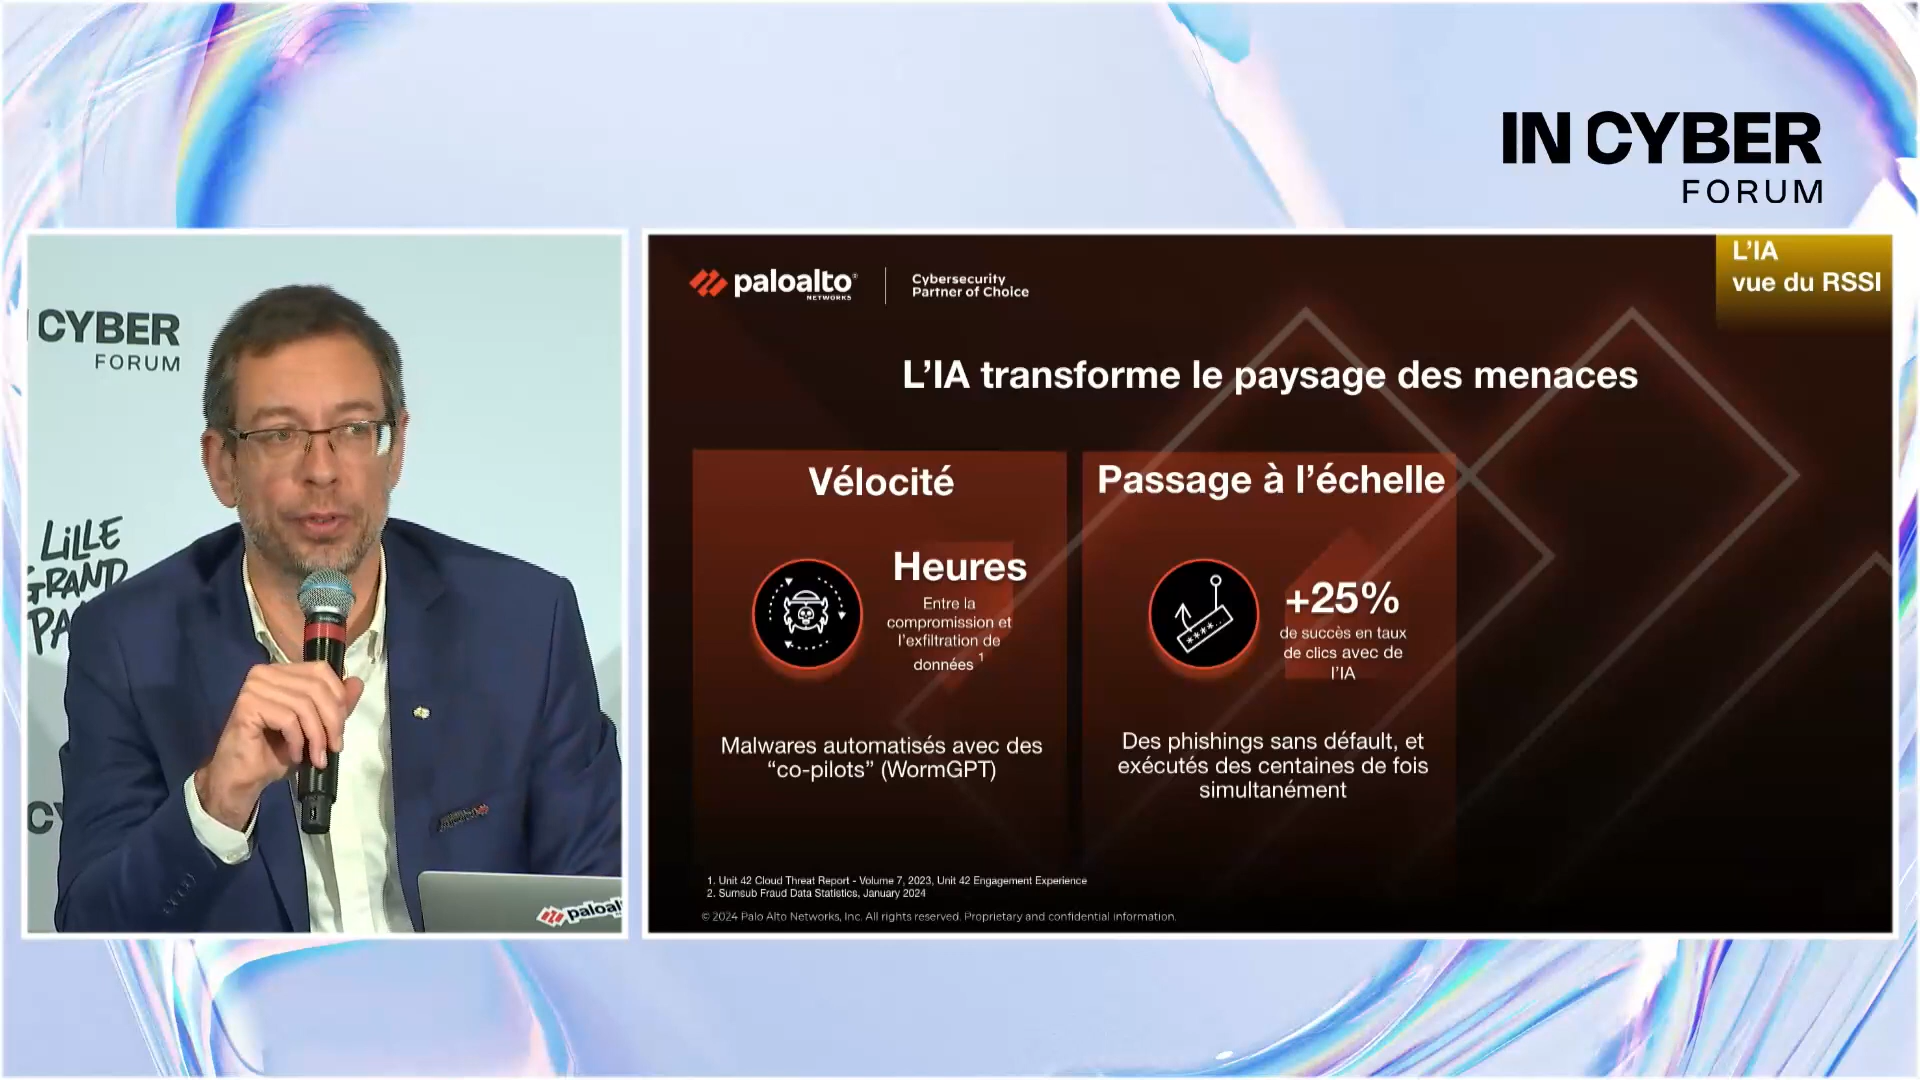 IN CYBER
FORUM
CYBER
FORUM
LILLE
GRAND
PA
CY
paloal
paloalto
NETWORKS
Cybersecurity
Partner of Choice
L'IA
vue du RSSI
L'IA transforme le paysage des menaces
Vélocité
Heures
Entre la
compromission et
l'exfiltration de
données 1
Malwares automatisés avec des
“co-pilots” (WormGPT)
Passage à l'échelle
****...
+25%
de succès en taux
de clics avec de
l'IA
Des phishings sans défault, et
exécutés des centaines de fois
simultanément
1. Unit 42 Cloud Threat Report - Volume 7, 2023, Unit 42 Engagement Experience
2. Sumsub Fraud Data Statistics, January 2024
© 2024 Palo Alto Networks, Inc. All rights reserved. Proprietary and confidential information.